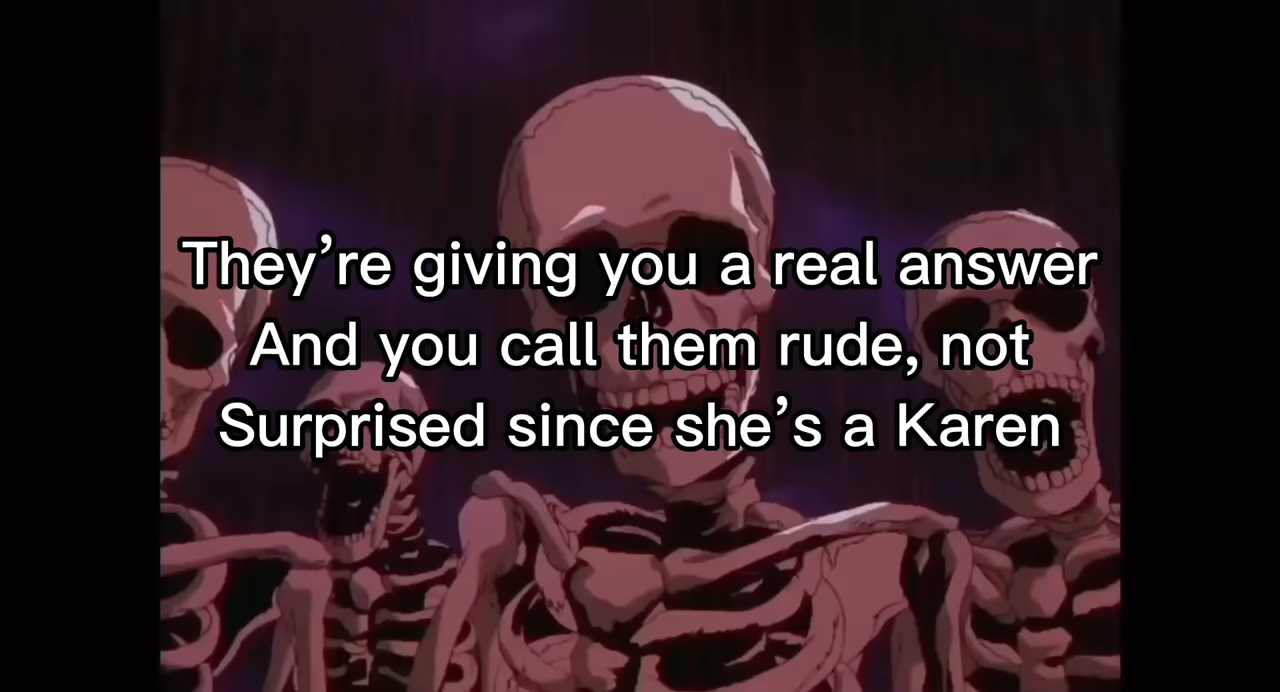 They’re giving you a real answer
And you call them rude, not
Surprised since she’s a Karen